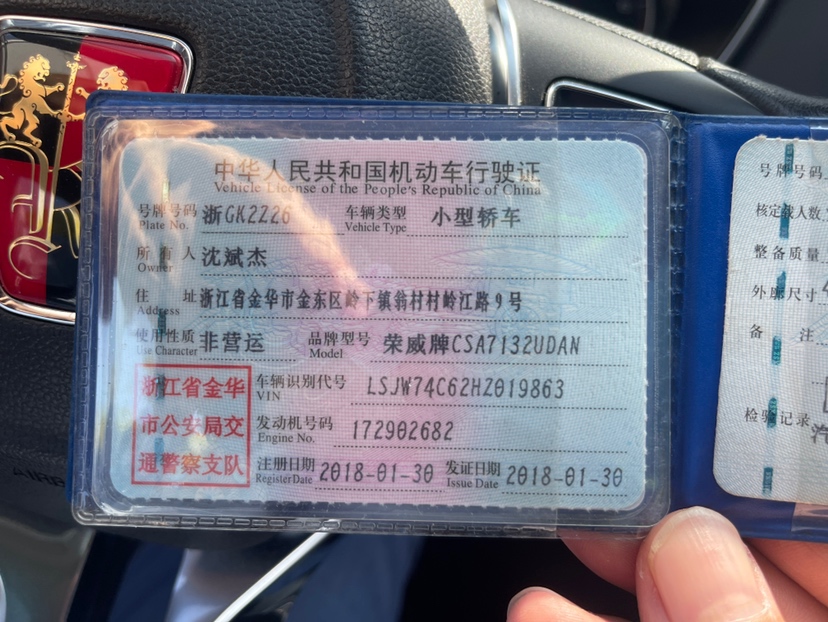 中华人民共和国机动车行驶证
Vehicle License of the People's Republic of China
号牌号码 浙GK2Z26 车辆类型 小型轿车
Plate No. Vehicle Type
所有人 沈斌杰
Owner
住址 浙江省金华市金东区岭下镇翁村村岭江路9号
Address
使用性质 非营运 品牌型号 荣威牌CSA7132UDAN
Use Character Model
浙江省金华
市公安局交
通警察支队
车辆识别代号 LSJW74C62HZ019863
VIN
发动机号码 172902682
Engine No.
注册日期 2018-01-30 发证日期 2018-01-30
Register Date Issue Date
号牌号码
核定载人数
整备质量
外廓尺寸
备注
检验记录